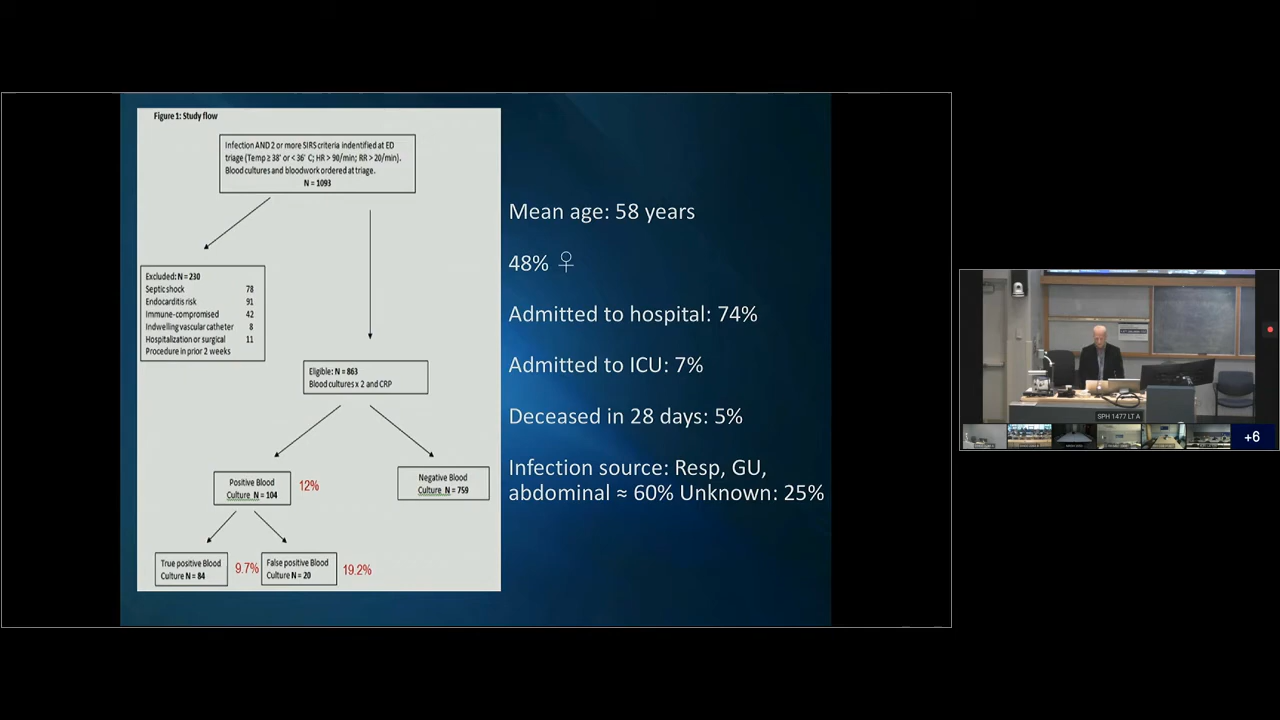 Figure 1: Study flow
Infection AND 2 or more SIRS criteria indentified at ED
triage (Temp ≥ 38° or < 36° C; HR > 90/min; RR > 20/min).
Blood cultures and bloodwork ordered at triage.
N = 1093
Excluded: N = 230
Septic shock 78
Endocarditis risk 91
Immune-compromised 42
Indwelling vascular catheter 8
Hospitalization or surgical 11
Procedure in prior 2 weeks
Eligible: N = 863
Blood cultures x 2 and CRP
Positive Blood
Culture N = 104
12%
Negative Blood
Culture N = 759
True positive Blood
Culture N = 84
9.7%
False positive Blood
Culture N = 20
19.2%
Mean age: 58 years
48% ♀
Admitted to hospital: 74%
Admitted to ICU: 7%
Deceased in 28 days: 5%
Infection source: Resp, GU,
abdominal ≈ 60% Unknown: 25%
SPH 1477 LT A
+6